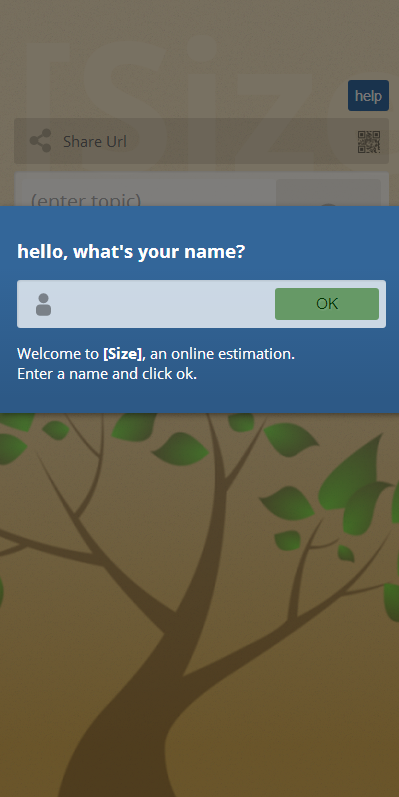 [Size
help
Share Url
(enter topic)
hello, what's your name?
OK
Welcome to [Size], an online estimation.
Enter a name and click ok.